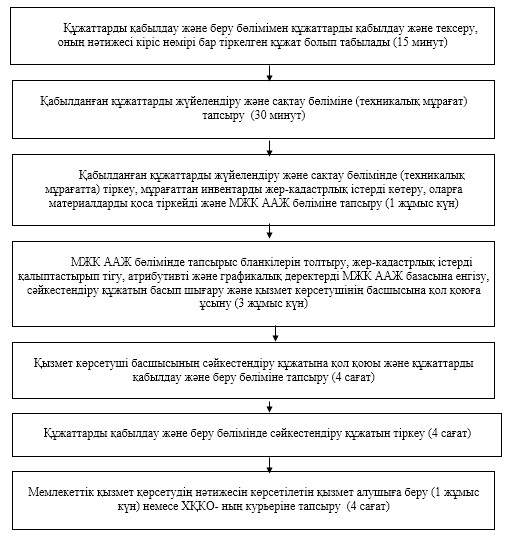 Құжаттарды қабылдау және беру бөлімімен құжаттарды қабылдау және тексеру,
оның нәтижесі кіріс нөмірі бар тіркелген құжат болып табылады (15 минут)
Қабылданған құжаттарды жүйелендіру және сақтау бөліміне (техникалық мұрағат)
тапсыру (30 минут)
Қабылданған құжаттарды жүйелендіру және сақтау бөлімінде (техникалық
мұрағатта) тіркеу, мұрағаттан инвентарды жер-кадастрлық істерді көтеру, оларға
материалдарды қоса тіркейді және МЖК ААЖ бөліміне тапсыру (1 жұмыс күн)
МЖК ААЖ бөлімінде тапсырыс бланкілерін толтыру, жер-кадастрлық істерді
қалыптастырып тігу, атрибутивті және графикалық деректерді МЖК ААЖ базасына енгізу,
сәйкестендіру құжатын басып шығару және қызмет көрсетушінің басшысына қол қоюға
ұсыну (3 жұмыс күн)
Қызмет көрсетуші басшысының сәйкестендіру құжатына қол қоюы және құжаттарды
қабылдау және беру бөліміне тапсыру (4 сағат)
Құжаттарды қабылдау және беру бөлімінде сәйкестендіру құжатын тіркеу (4 сағат)
Мемлекеттік қызмет көрсетудің нәтижесін көрсетілетін қызмет алушыға беру (1 жұмыс
күн) немесе ХҚКО- ның курьеріне тапсыру (4 сағат)